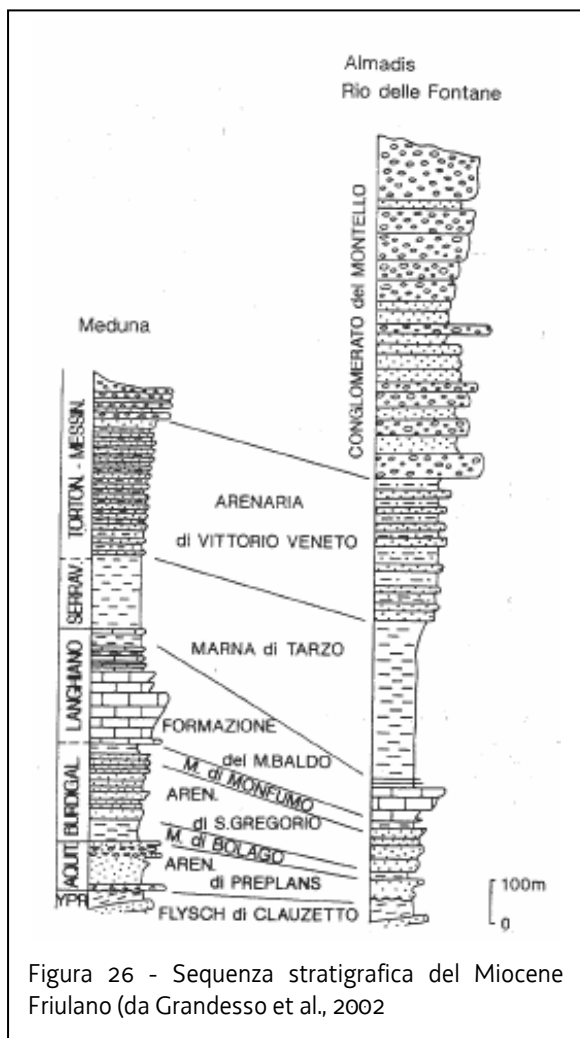 Almadis
Rio delle Fontane
CONGLOMERATO del MONTELLO
Meduna
TORTON. - MESSIN.
SERRAV.
LANGHIANO
BURDIGAL
AQUIT.
YPR
ARENARIA
di VITTORIO VENETO
MARNA di TARZO
FORMAZIONE
del M.BALDO
M. di MONFUMO
AREN.
di S.GREGORIO
M. di BOLAGO
AREN.
di PREPLANS
FLYSCH di CLAUZETTO
100m
0
Figura 26 - Sequenza stratigrafica del Miocene
Friulano (da Grandesso et al., 2002